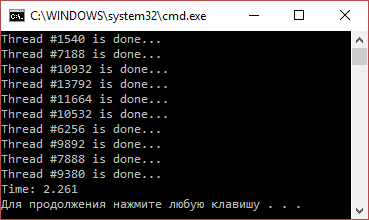 C:\WINDOWS\system32\cmd.exe
Thread #1540 is done...
Thread #7188 is done...
Thread #10932 is done...
Thread #13792 is done...
Thread #11664 is done...
Thread #10532 is done...
Thread #6256 is done...
Thread #9892 is done...
Thread #7888 is done...
Thread #9380 is done...
Time: 2.261
Для продолжения нажмите любую клавишу . . .